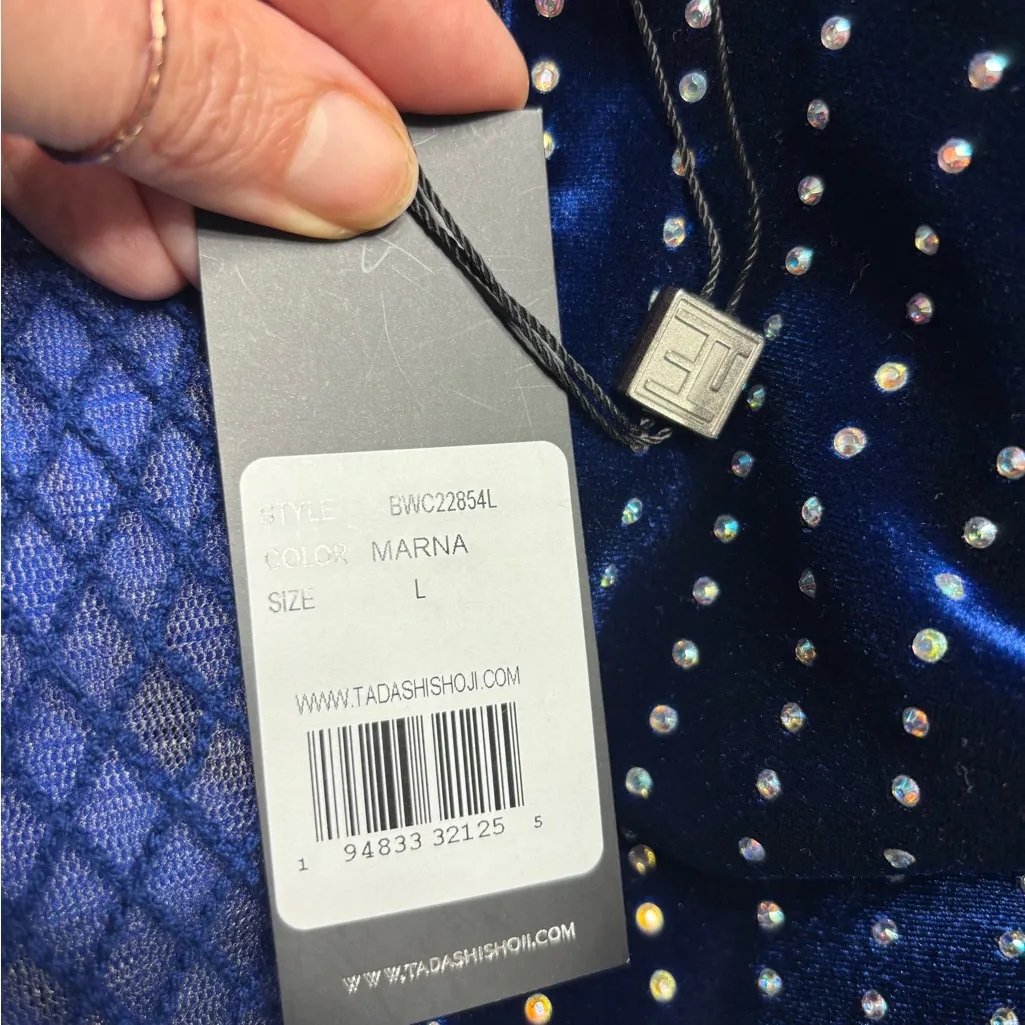 STYLE BWC22854L
COLOR MARNA
SIZE L
WWW.TADASHISHOJI.COM
1 94833 32125 5
WWW.TADASHISHOJI.COM